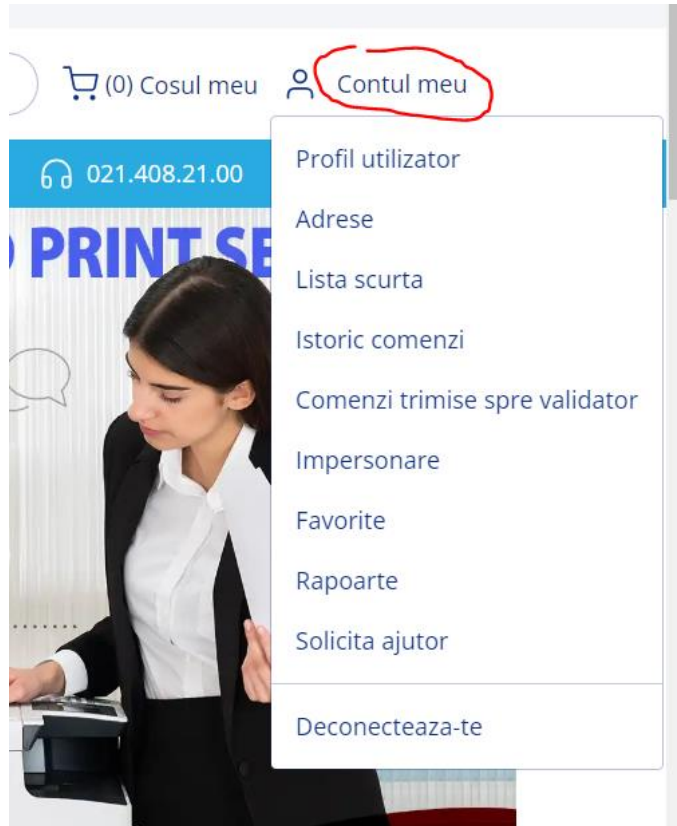 (0) Cosul meu Contul meu
021.408.21.00
PRINT
Profil utilizator
Adrese
Lista scurta
Istoric comenzi
Comenzi trimise spre validator
Impersonare
Favorite
Rapoarte
Solicita ajutor
Deconecteaza-te